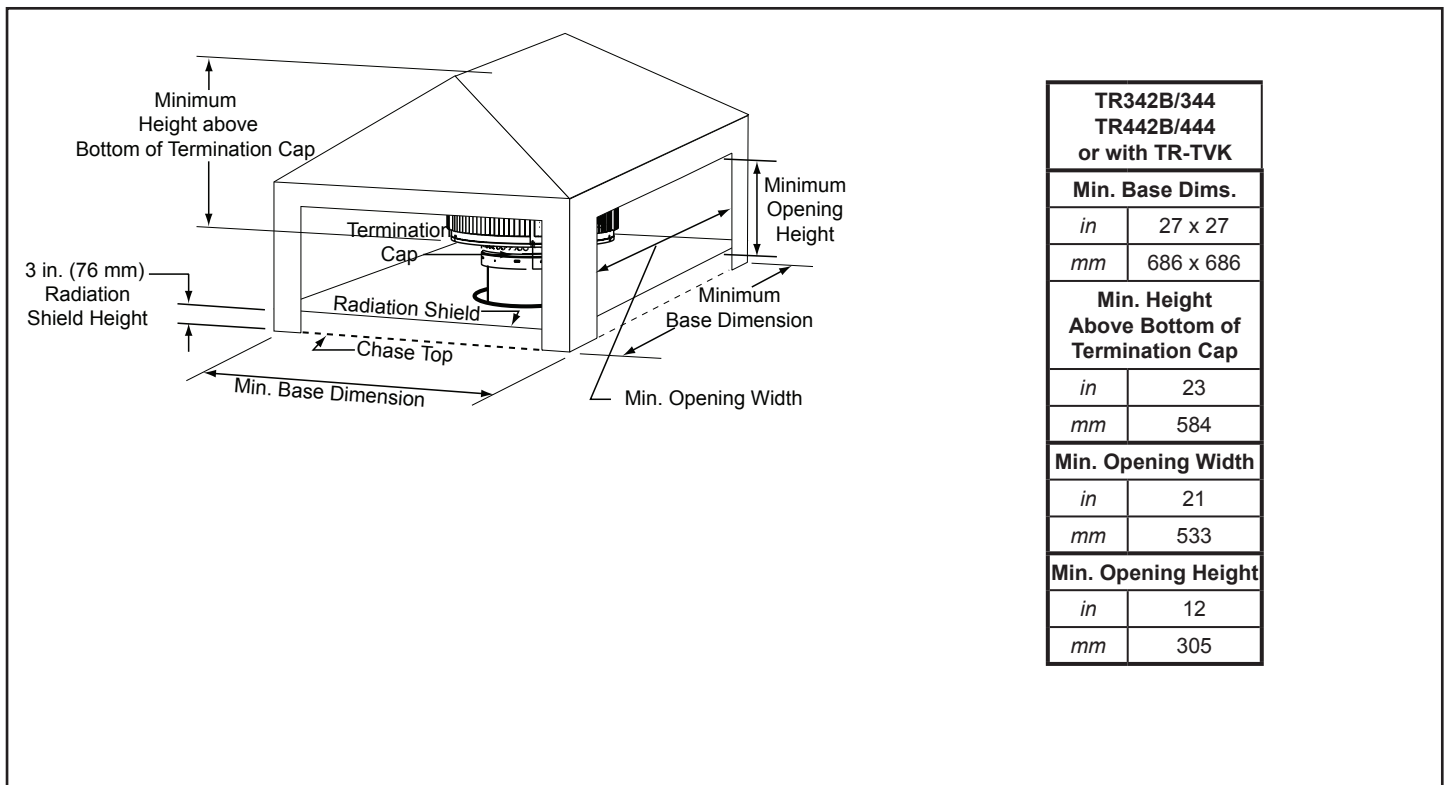 Minimum
Height above
Bottom of Termination Cap
Termination
Cap
Minimum
Opening
Height
3 in. (76 mm)
Radiation
Shield Height
Radiation Shield
Minimum
Base Dimension
Chase Top
Min. Base Dimension
Min. Opening Width
TR342B/344
TR442B/444
or with TR-TVK
Min. Base Dims.
in 27 x 27
mm 686 x 686
Min. Height
Above Bottom of
Termination Cap
in 23
mm 584
Min. Opening Width
in 21
mm 533
Min. Opening Height
in 12
mm 305